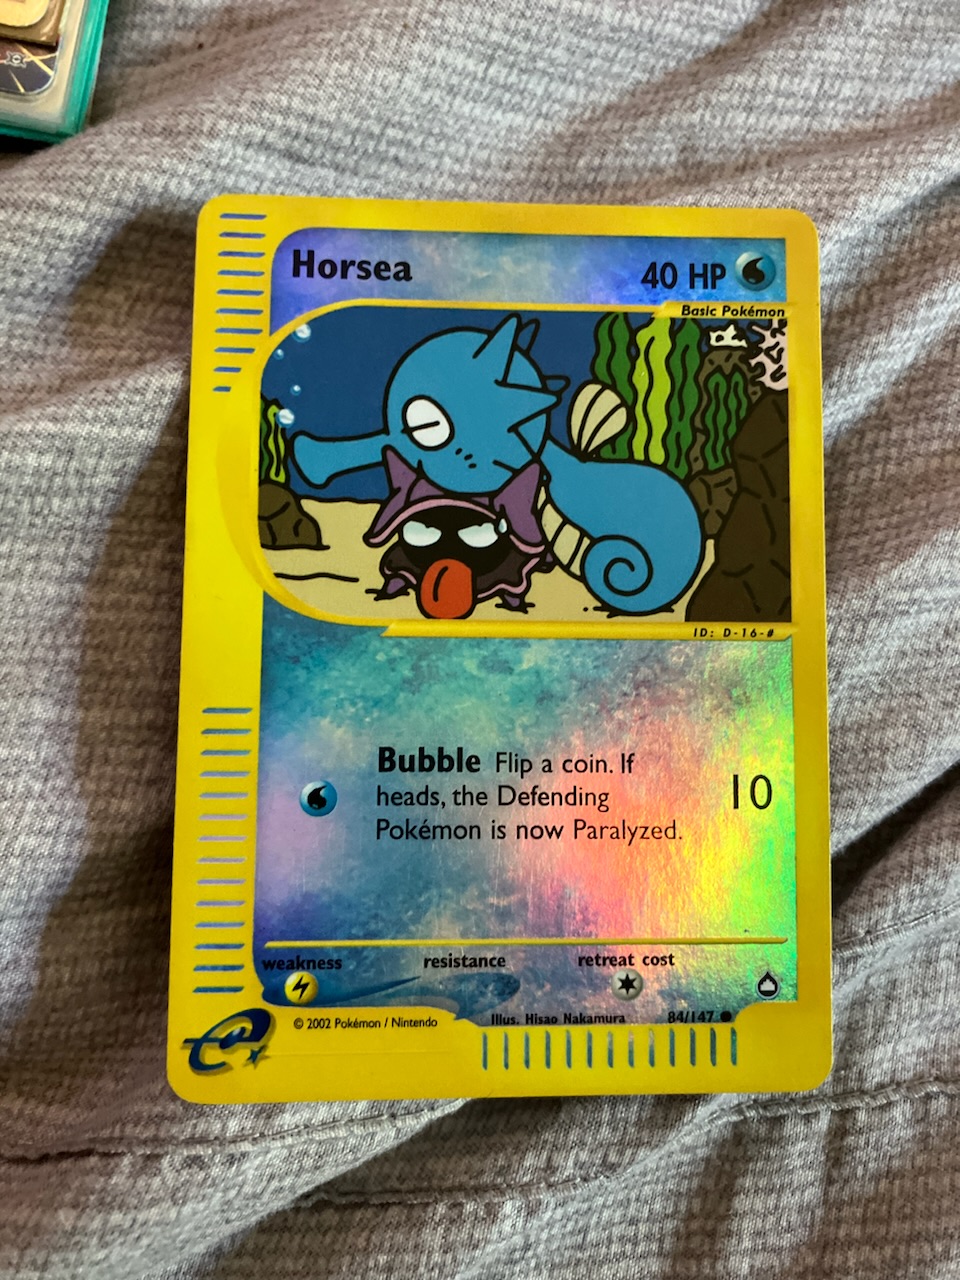 Horsea
40 HP
Basic Pokémon
ID: D-16-#
Bubble Flip a coin. If
heads, the Defending
Pokémon is now Paralyzed.
10
weakness resistance retreat cost
© 2002 Pokémon / Nintendo
Illus. Hisao Nakamura
84/147 ●
e